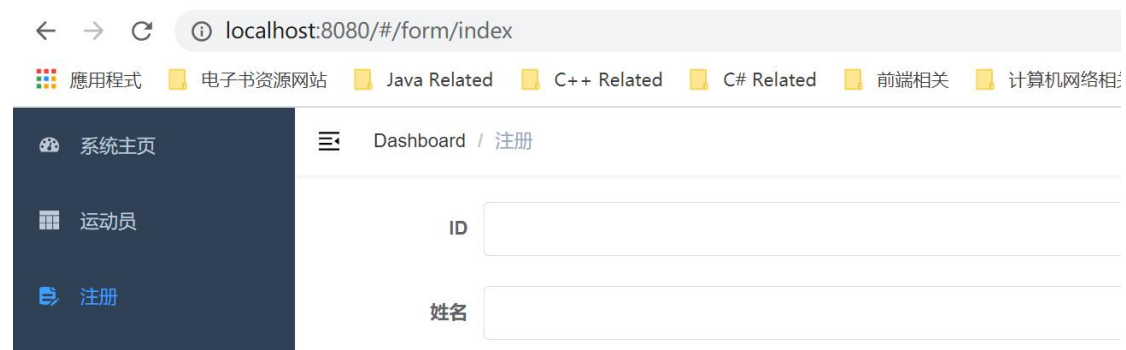 localhost:8080/#/form/index
應用程式 电子书资源网站 Java Related C++ Related C# Related 前端相关 计算机网络相关
系统主页
Dashboard / 注册
运动员
ID
注册
姓名